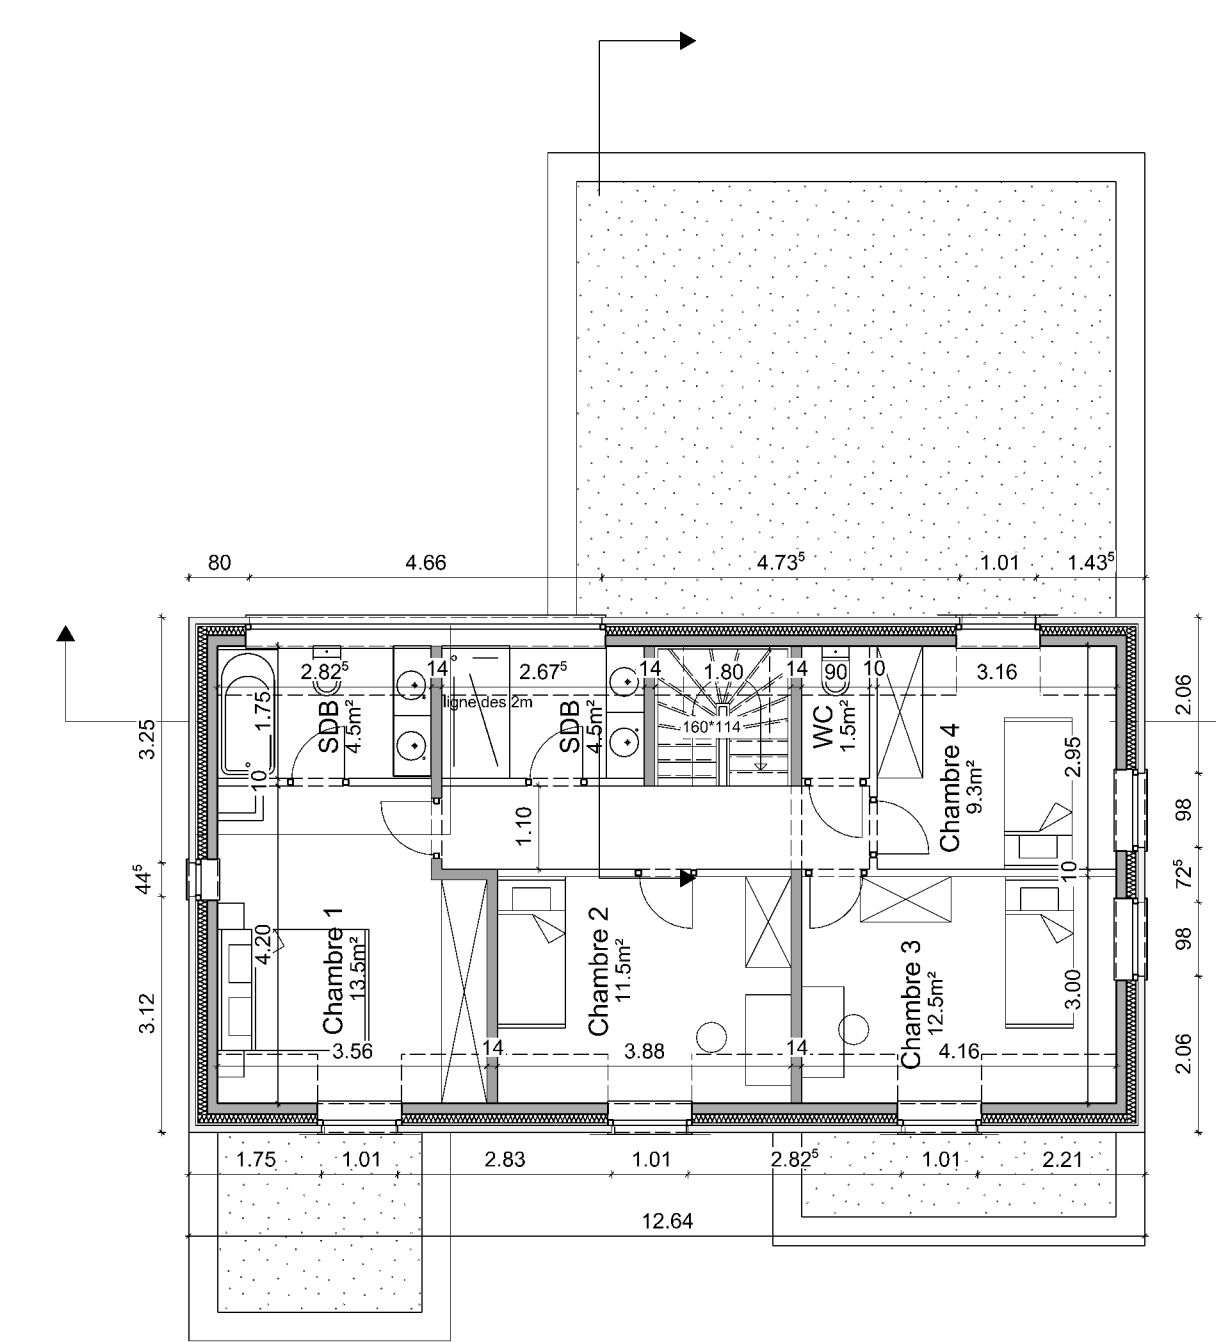 80
4.66
4.73⁵
1.01
1.43⁵
2.82⁵
14
2.67⁵
14
1.80
14
90
10
3.16
ligne des 2m
160*114
1.75
SDB
4.5m²
SDB
4.5m²
WC
1.5m²
Chambre 4
9.3m²
2.95
2.06
3.25
10
1.10
98
44⁵
10
72⁵
4.20
Chambre 1
13.5m²
Chambre 2
11.5m²
Chambre 3
12.5m²
3.00
98
3.12
2.06
3.56
14
3.88
14
4.16
1.75
1.01
2.83
1.01
2.82⁵
1.01
2.21
12.64